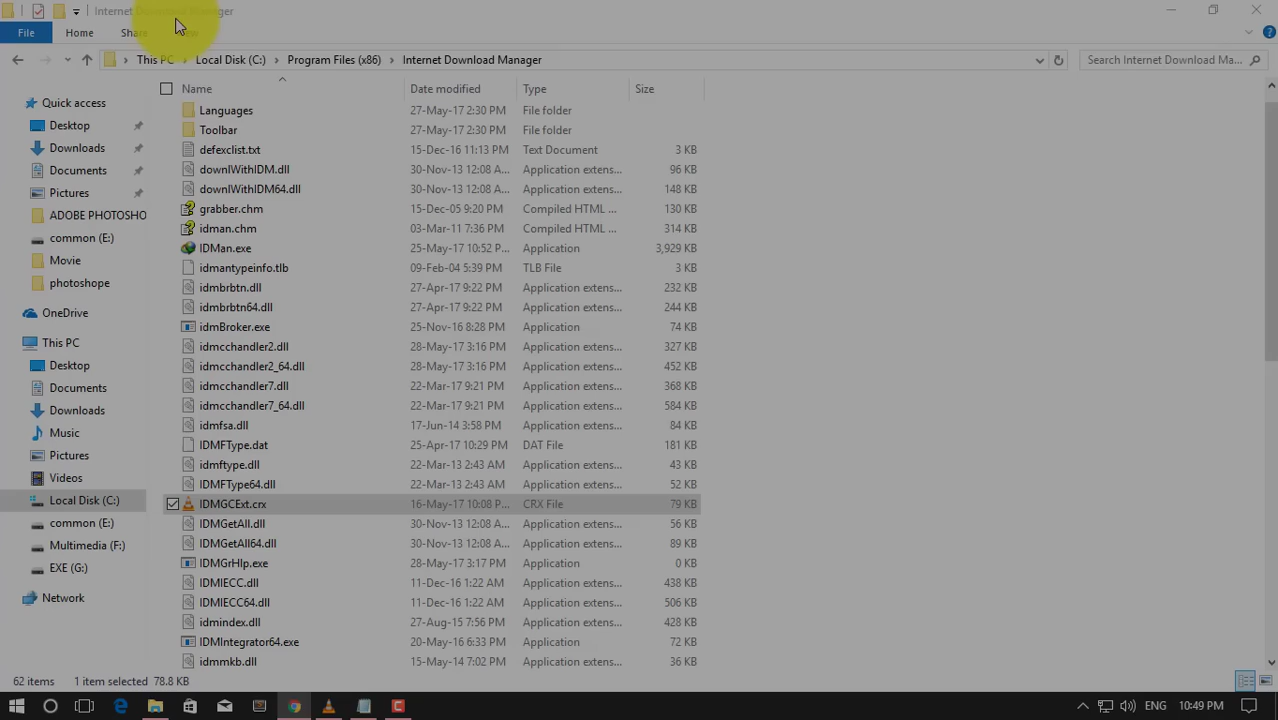 Internet Download Manager
File Home Share View
This PC Local Disk (C:) Program Files (x86) Internet Download Manager Search Internet Download Ma...
Name Date modified Type Size
Quick access
Desktop
Downloads
Documents
Pictures
ADOBE PHOTOSHO
common (E:)
Movie
photoshope
OneDrive
This PC
Desktop
Documents
Downloads
Music
Pictures
Videos
Local Disk (C:)
common (E:)
Multimedia (F:)
EXE (G:)
Network
Languages 27-May-17 2:30 PM File folder
Toolbar 27-May-17 2:30 PM File folder
defexclist.txt 15-Dec-16 11:13 PM Text Document 3 KB
downlWithIDM.dll 30-Nov-13 12:08 A... Application extens... 96 KB
downlWithIDM64.dll 30-Nov-13 12:08 A... Application extens... 148 KB
grabber.chm 15-Dec-05 9:20 PM Compiled HTML ... 130 KB
idman.chm 03-Mar-11 7:36 PM Compiled HTML ... 314 KB
IDMan.exe 25-May-17 10:52 P... Application 3,929 KB
idmantypeinfo.tlb 09-Feb-04 5:39 PM TLB File 3 KB
idmbrbtn.dll 27-Apr-17 9:22 PM Application extens... 232 KB
idmbrbtn64.dll 27-Apr-17 9:22 PM Application extens... 244 KB
idmBroker.exe 25-Nov-16 8:28 PM Application 74 KB
idmcchandler2.dll 28-May-17 3:16 PM Application extens... 327 KB
idmcchandler2_64.dll 28-May-17 3:16 PM Application extens... 452 KB
idmcchandler7.dll 22-Mar-17 9:21 PM Application extens... 368 KB
idmcchandler7_64.dll 22-Mar-17 9:21 PM Application extens... 584 KB
idmfsa.dll 17-Jun-14 3:58 PM Application extens... 84 KB
IDMFType.dat 25-Apr-17 10:29 PM DAT File 181 KB
idmftype.dll 22-Mar-13 2:43 AM Application extens... 43 KB
IDMFType64.dll 22-Mar-13 2:43 AM Application extens... 52 KB
IDMGCExt.crx 16-May-17 10:08 P... CRX File 79 KB
IDMGetAll.dll 30-Nov-13 12:08 A... Application extens... 56 KB
IDMGetAll64.dll 30-Nov-13 12:08 A... Application extens... 89 KB
IDMGrHlp.exe 28-May-17 3:17 PM Application 0 KB
IDMIECC.dll 11-Dec-16 1:22 AM Application extens... 438 KB
IDMIECC64.dll 11-Dec-16 1:22 AM Application extens... 506 KB
idmindex.dll 27-Aug-15 7:56 PM Application extens... 428 KB
IDMIntegrator64.exe 20-May-16 6:33 PM Application 72 KB
idmmkb.dll 15-May-14 7:02 PM Application extens... 36 KB
62 items 1 item selected 78.8 KB
ENG 10:49 PM